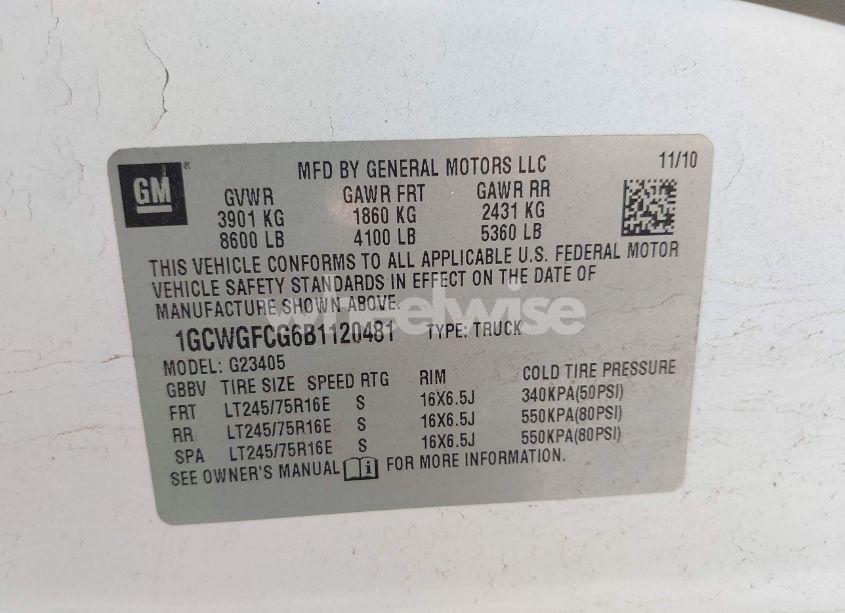 GM
MFD BY GENERAL MOTORS LLC 11/10
GVWR GAWR FRT GAWR RR
3901 KG 1860 KG 2431 KG
8600 LB 4100 LB 5360 LB
THIS VEHICLE CONFORMS TO ALL APPLICABLE U.S. FEDERAL MOTOR
VEHICLE SAFETY STANDARDS IN EFFECT ON THE DATE OF
MANUFACTURE SHOWN ABOVE.
wheelwise
1GCWGFCG6B1120481 TYPE: TRUCK
MODEL: G23405
GBBV TIRE SIZE SPEED RTG RIM COLD TIRE PRESSURE
FRT LT245/75R16E S 16X6.5J 340KPA(50PSI)
RR LT245/75R16E S 16X6.5J 550KPA(80PSI)
SPA LT245/75R16E S 16X6.5J 550KPA(80PSI)
SEE OWNER'S MANUAL FOR MORE INFORMATION.